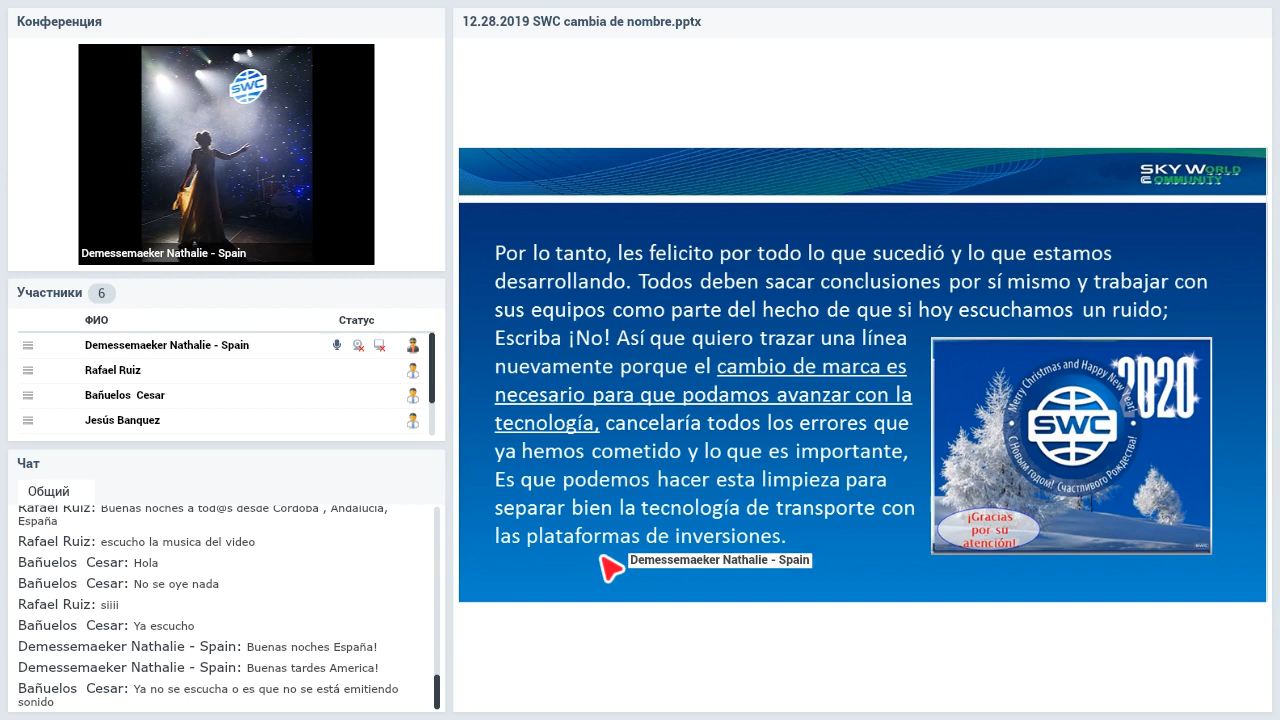 Конференция
SWC
Demessemaeker Nathalie - Spain
Участники 6
ФИО Статус
Demessemaeker Nathalie - Spain
Rafael Ruiz
Bañuelos Cesar
Jesús Banquez
Чат
Общий
Rafael Ruiz: Buenas noches a tod@s desde Córdoba , Andalucía,
España
Rafael Ruiz: escucho la musica del video
Bañuelos Cesar: Hola
Bañuelos Cesar: No se oye nada
Rafael Ruiz: siiii
Bañuelos Cesar: Ya escucho
Demessemaeker Nathalie - Spain: Buenas noches España!
Demessemaeker Nathalie - Spain: Buenas tardes America!
Bañuelos Cesar: Ya no se escucha o es que no se está emitiendo
sonido
12.28.2019 SWC cambia de nombre.pptx
SKY WORLD
COMMUNITY
Por lo tanto, les felicito por todo lo que sucedió y lo que estamos
desarrollando. Todos deben sacar conclusiones por sí mismo y trabajar con
sus equipos como parte del hecho de que si hoy escuchamos un ruido;
Escriba ¡No! Así que quiero trazar una línea
nuevamente porque el cambio de marca es
necesario para que podamos avanzar con la
tecnología, cancelaría todos los errores que
ya hemos cometido y lo que es importante,
Es que podemos hacer esta limpieza para
separar bien la tecnología de transporte con
las plataformas de inversiones.
2020
Merry Christmas and Happy New Year!
SWC
С Новым годом! Счастливого Рождества!
¡Gracias
por su
atención!
SWC
Demessemaeker Nathalie - Spain